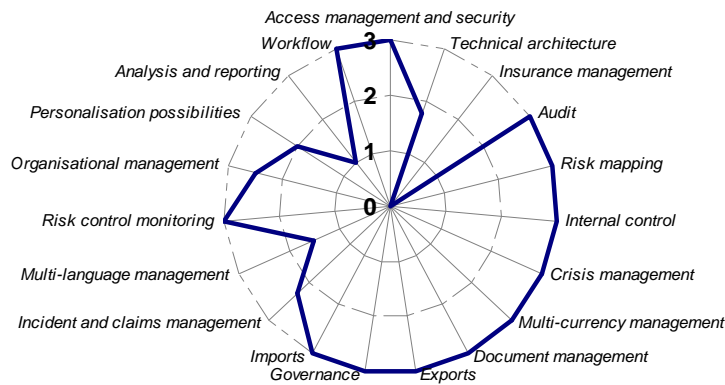 Access management and security
Workflow
3
Technical architecture
Analysis and reporting
Insurance management
Personalisation possibilities
2
Audit
Organisational management
1
Risk mapping
Risk control monitoring
0
Internal control
Multi-language management
Crisis management
Incident and claims management
Multi-currency management
Imports
Document management
Governance
Exports